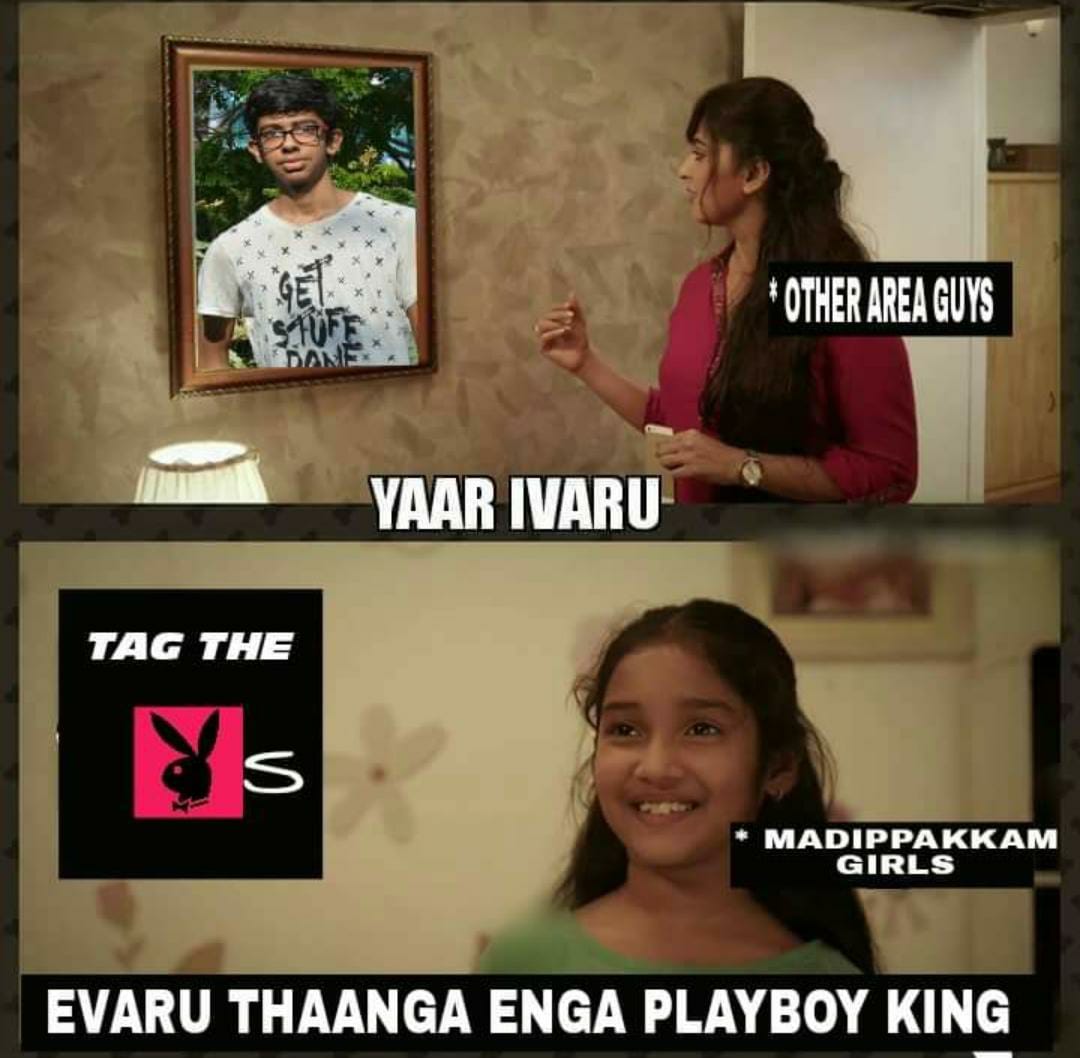 GET
STUFF
DONE
* OTHER AREA GUYS
YAAR IVARU
TAG THE
S
* MADIPPAKKAM
GIRLS
EVARU THAANGA ENGA PLAYBOY KING